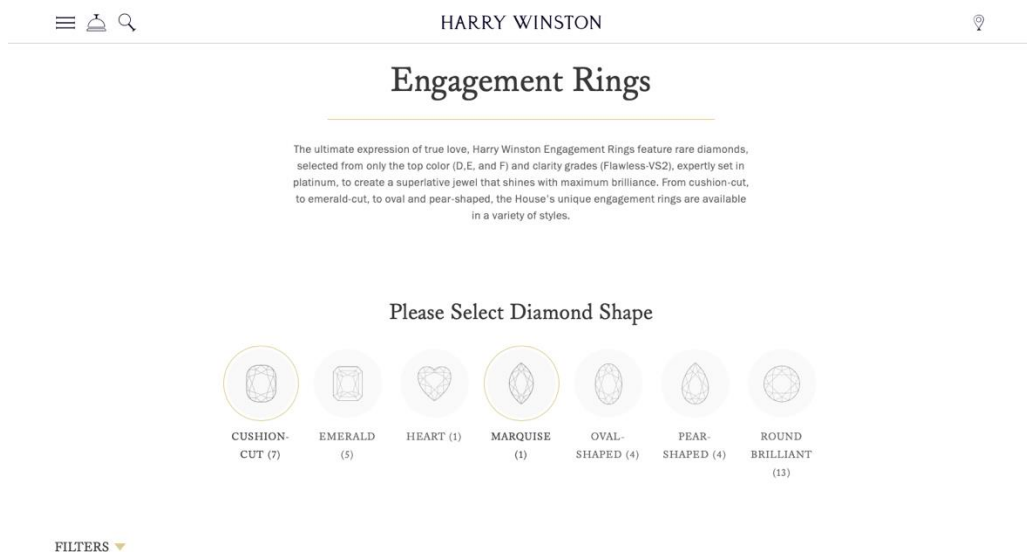 HARRY WINSTON
Engagement Rings
The ultimate expression of true love, Harry Winston Engagement Rings feature rare diamonds,
selected from only the top color (D,E, and F) and clarity grades (Flawless-VS2), expertly set in
platinum, to create a superlative jewel that shines with maximum brilliance. From cushion-cut,
to emerald-cut, to oval and pear-shaped, the House's unique engagement rings are available
in a variety of styles.
Please Select Diamond Shape
CUSHION-
CUT (7)
EMERALD
(5)
HEART (1)
MARQUISE
(1)
OVAL-
SHAPED (4)
PEAR-
SHAPED (4)
ROUND
BRILLIANT
(13)
FILTERS